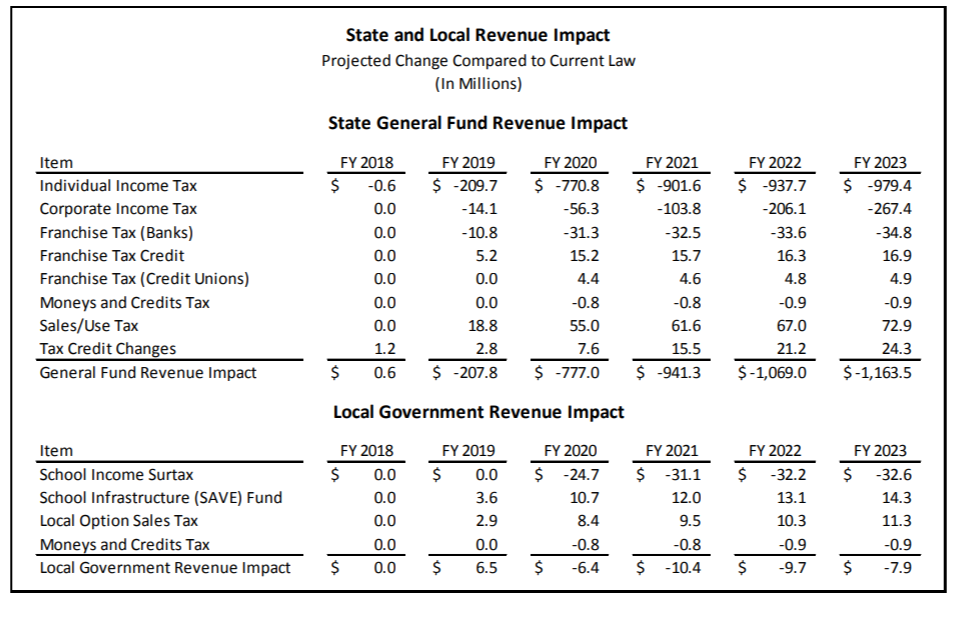 State and Local Revenue Impact
Projected Change Compared to Current Law
(In Millions)
State General Fund Revenue Impact
Item FY 2018 FY 2019 FY 2020 FY 2021 FY 2022 FY 2023
Individual Income Tax $ -0.6 $ -209.7 $ -770.8 $ -901.6 $ -937.7 $ -979.4
Corporate Income Tax 0.0 -14.1 -56.3 -103.8 -206.1 -267.4
Franchise Tax (Banks) 0.0 -10.8 -31.3 -32.5 -33.6 -34.8
Franchise Tax Credit 0.0 5.2 15.2 15.7 16.3 16.9
Franchise Tax (Credit Unions) 0.0 0.0 4.4 4.6 4.8 4.9
Moneys and Credits Tax 0.0 0.0 -0.8 -0.8 -0.9 -0.9
Sales/Use Tax 0.0 18.8 55.0 61.6 67.0 72.9
Tax Credit Changes 1.2 2.8 7.6 15.5 21.2 24.3
General Fund Revenue Impact $ 0.6 $ -207.8 $ -777.0 $ -941.3 $ -1,069.0 $ -1,163.5
Local Government Revenue Impact
Item FY 2018 FY 2019 FY 2020 FY 2021 FY 2022 FY 2023
School Income Surtax $ 0.0 $ 0.0 $ -24.7 $ -31.1 $ -32.2 $ -32.6
School Infrastructure (SAVE) Fund 0.0 3.6 10.7 12.0 13.1 14.3
Local Option Sales Tax 0.0 2.9 8.4 9.5 10.3 11.3
Moneys and Credits Tax 0.0 0.0 -0.8 -0.8 -0.9 -0.9
Local Government Revenue Impact $ 0.0 $ 6.5 $ -6.4 $ -10.4 $ -9.7 $ -7.9